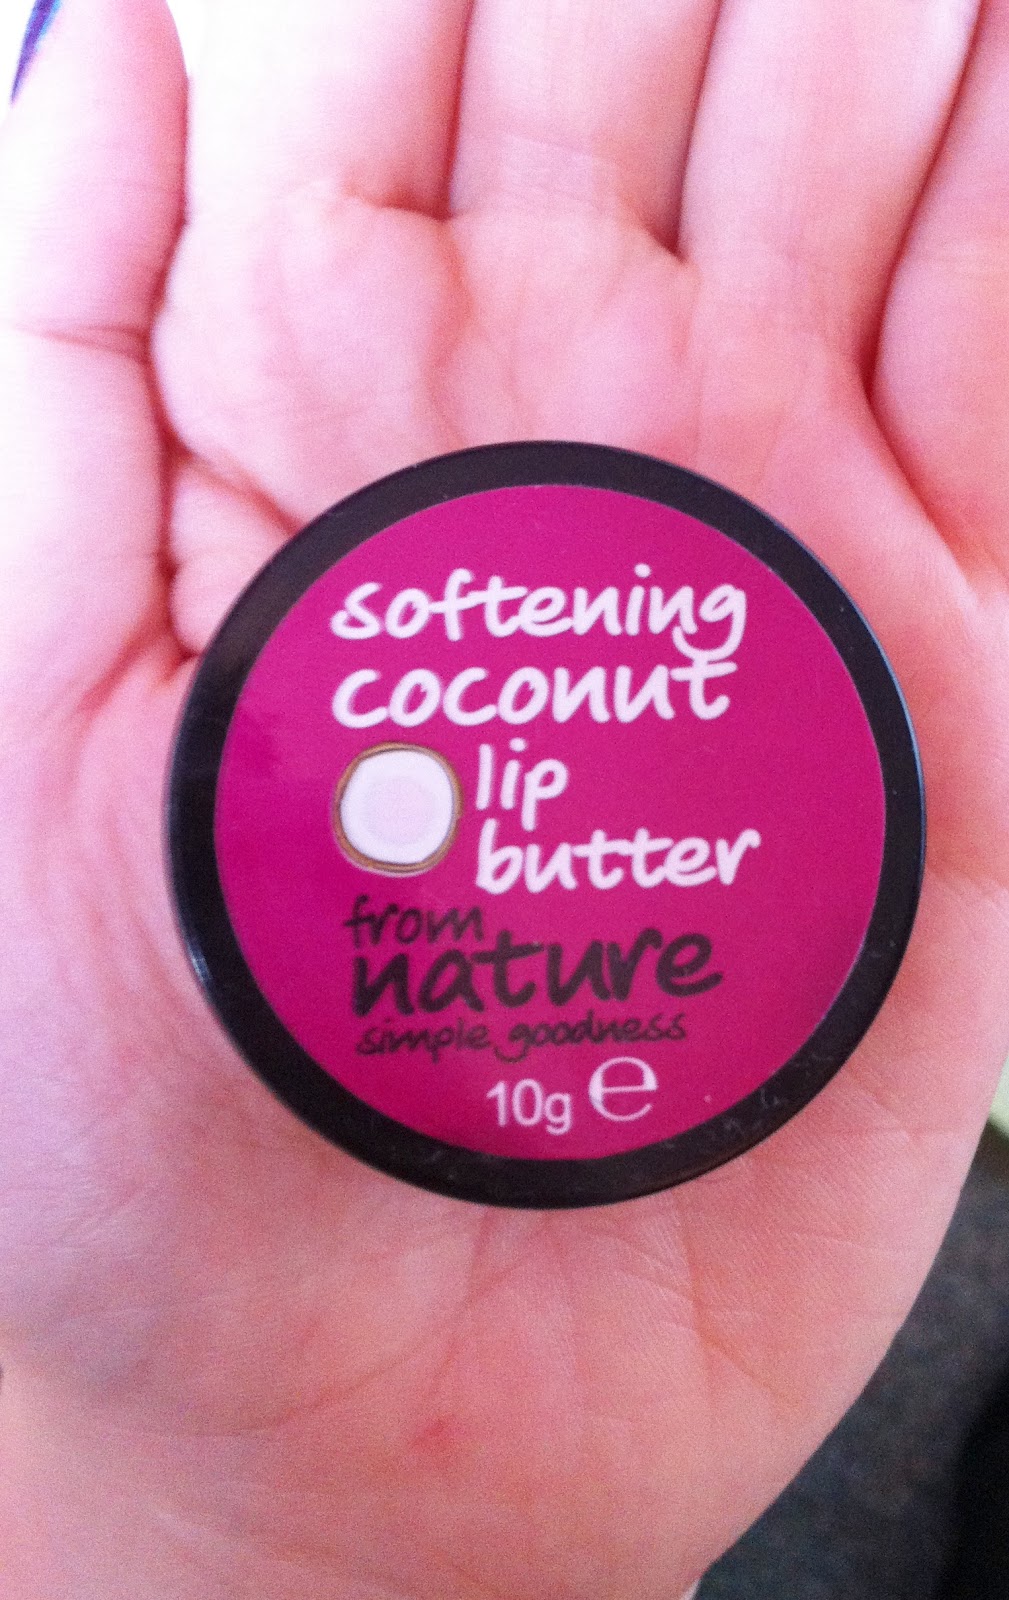 softening
coconut
lip
butter
from
nature
simple goodness
10g ℮